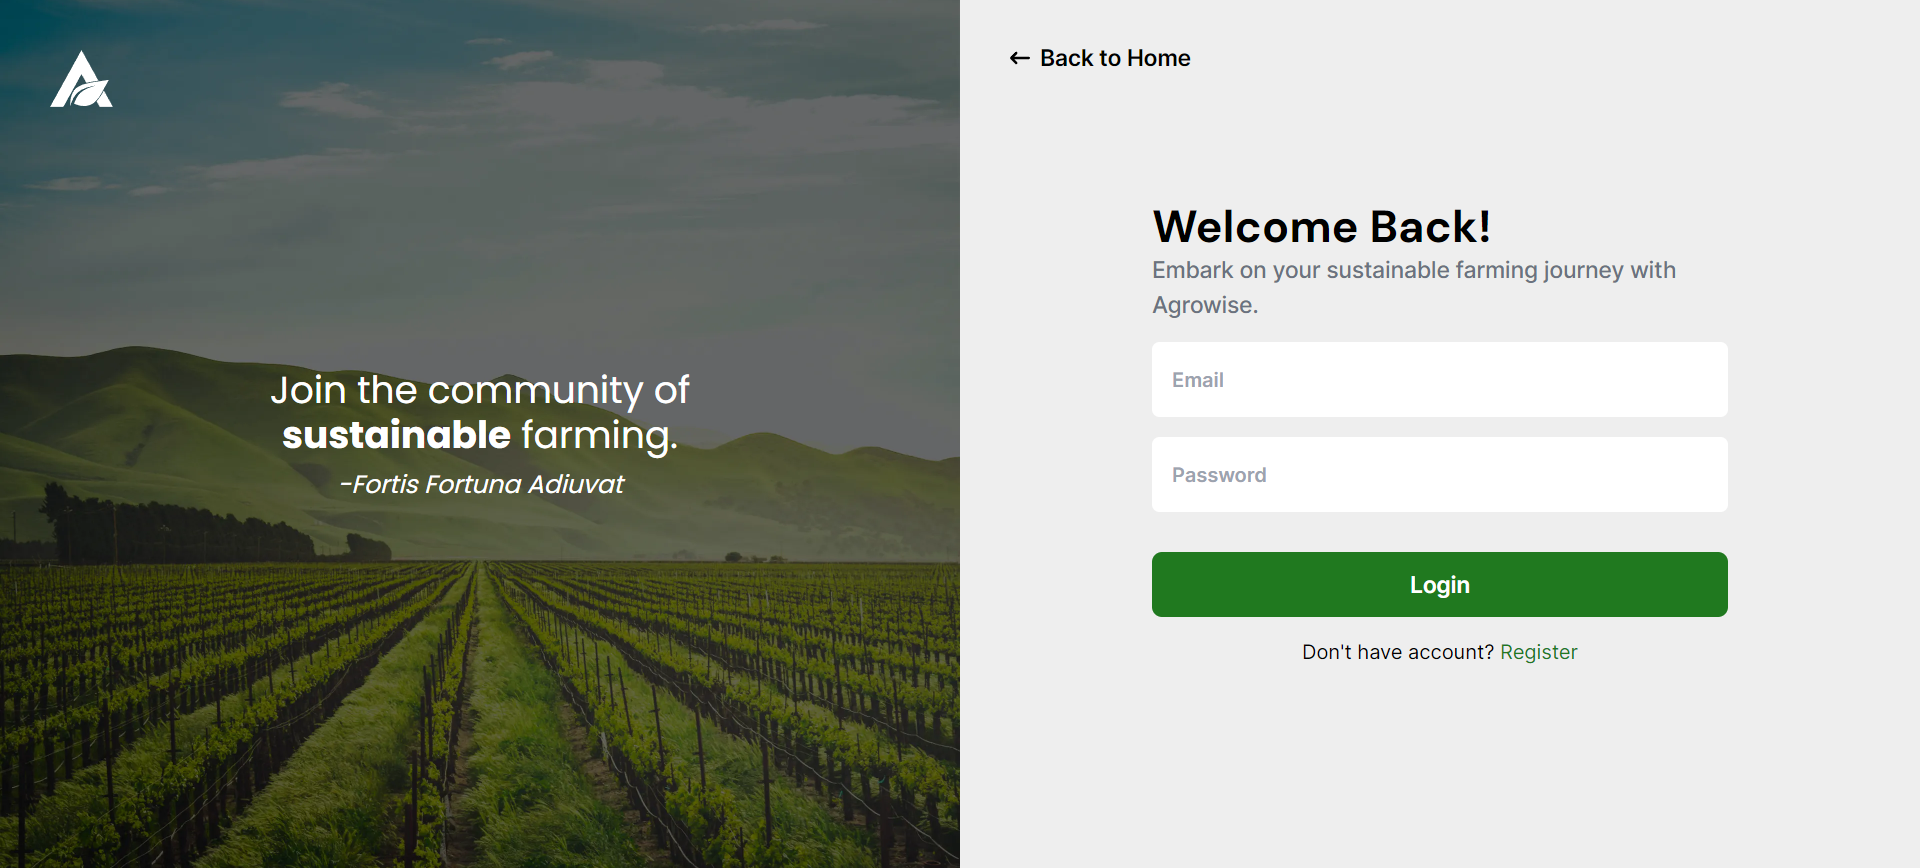 Join the community of
sustainable farming.
-Fortis Fortuna Adiuvat
← Back to Home
Welcome Back!
Embark on your sustainable farming journey with
Agrowise.
Email
Password
Login
Don't have account? Register